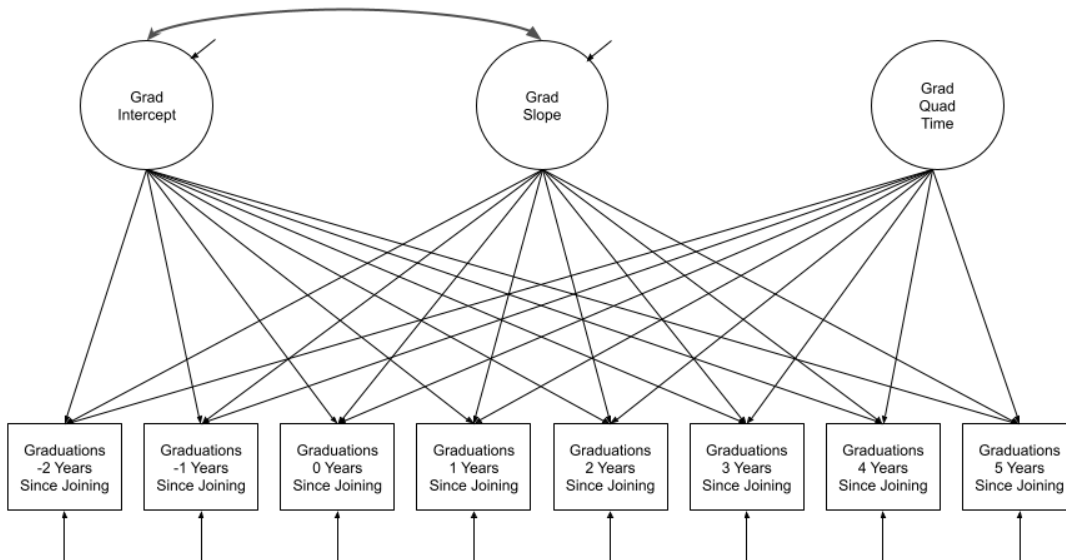 Grad
Intercept
Grad
Slope
Grad
Quad
Time
Graduations
-2 Years
Since Joining
Graduations
-1 Years
Since Joining
Graduations
0 Years
Since Joining
Graduations
1 Years
Since Joining
Graduations
2 Years
Since Joining
Graduations
3 Years
Since Joining
Graduations
4 Years
Since Joining
Graduations
5 Years
Since Joining